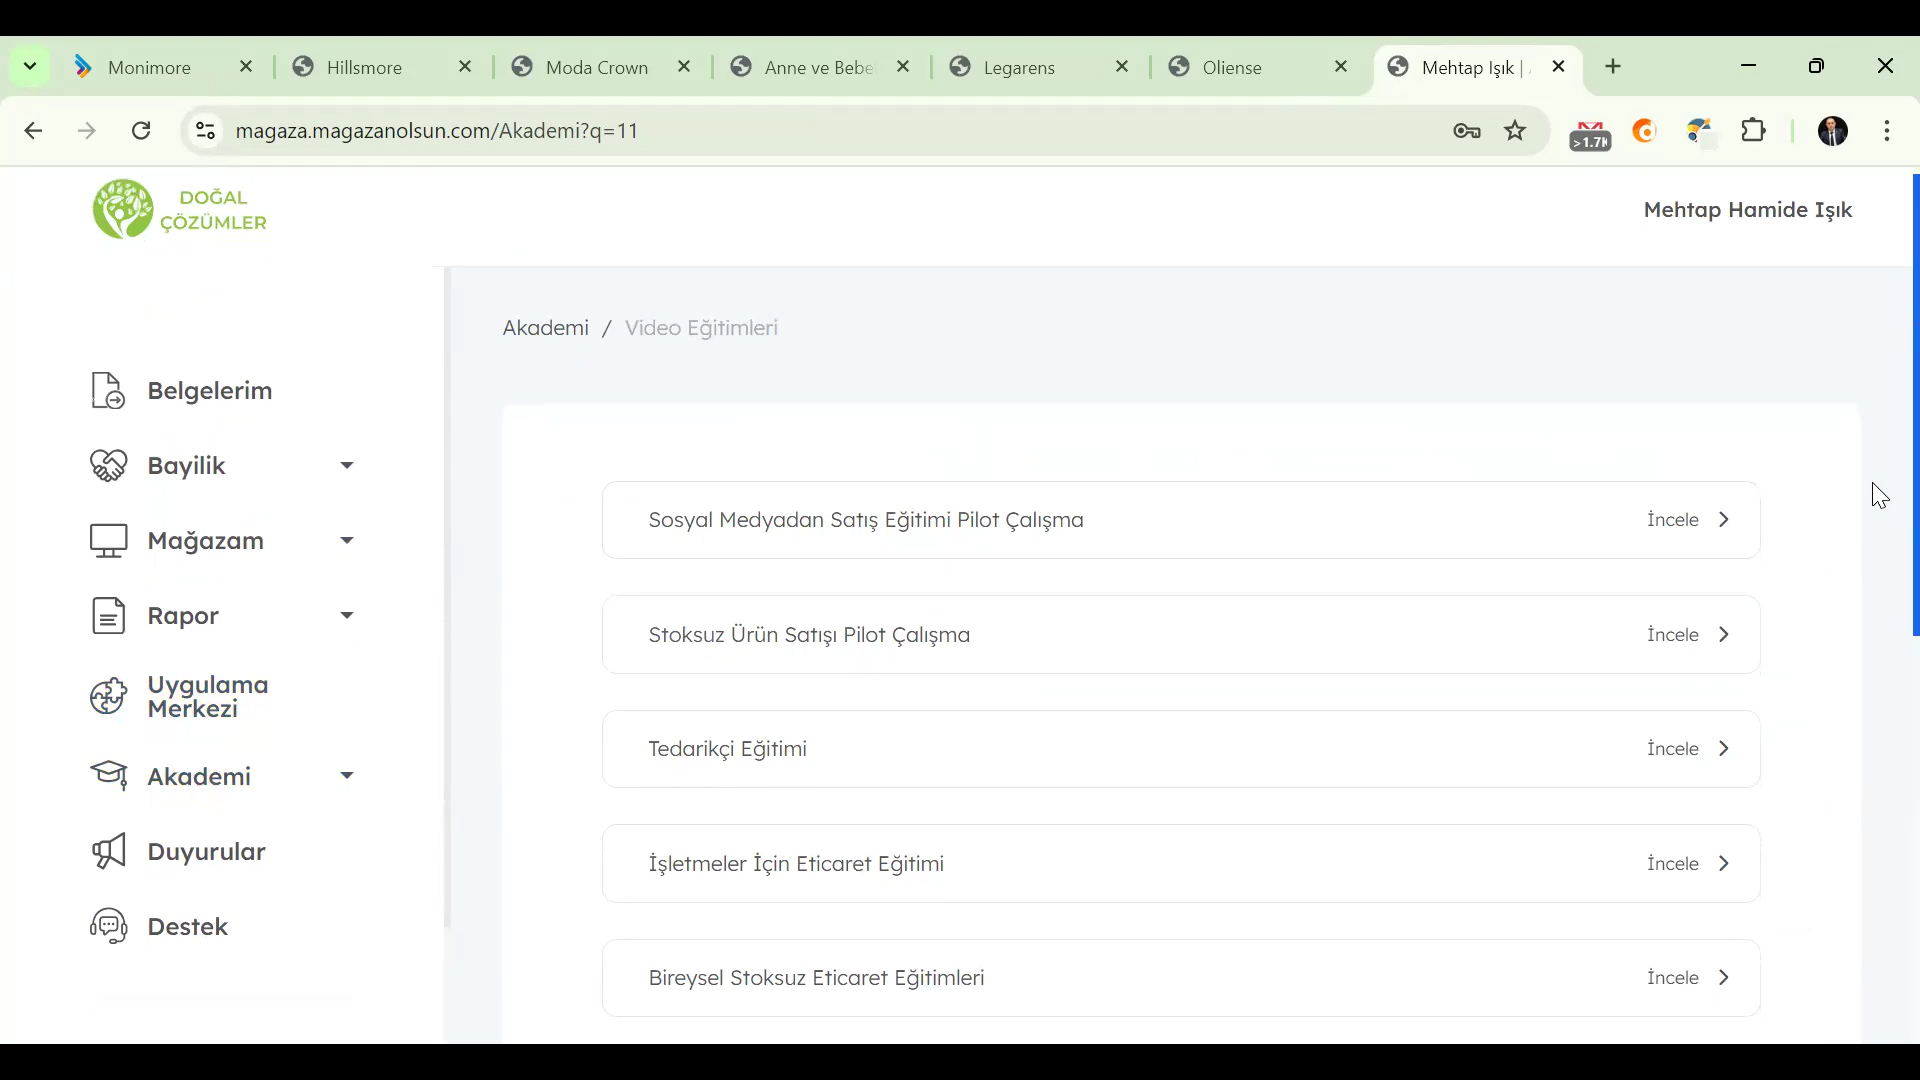 Monimore
Hillsmore
Moda Crown
Anne ve Bebe
Legarens
Oliense
Mehtap Işık |
magaza.magazanolsun.com/Akademi?q=11
>1.7K
DOĞAL
ÇÖZÜMLER
Mehtap Hamide Işık
Akademi / Video Eğitimleri
Belgelerim
Bayilik
Mağazam
Rapor
Uygulama
Merkezi
Akademi
Duyurular
Destek
Sosyal Medyadan Satış Eğitimi Pilot Çalışma İncele
Stoksuz Ürün Satışı Pilot Çalışma İncele
Tedarikçi Eğitimi İncele
İşletmeler İçin Eticaret Eğitimi İncele
Bireysel Stoksuz Eticaret Eğitimleri İncele